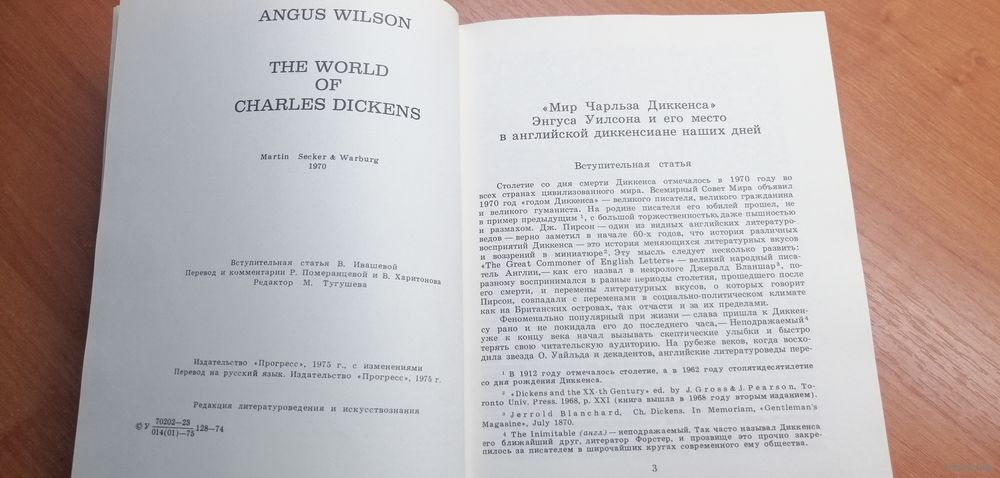 ANGUS WILSON
THE WORLD
OF
CHARLES DICKENS
Martin Secker & Warburg
1970
Вступительная статья В. Ивашевой
Перевод и комментарии Р. Померанцевой и В. Харитонова
Редактор М. Тугушева
Издательство «Прогресс», 1975 г., с изменениями
Перевод на русский язык. Издательство «Прогресс», 1975 г.
Редакция литературоведения и искусствознания
©У 70202—23
014(01)—75 128—74
«Мир Чарльза Диккенса»
Энгуса Уилсона и его место
в английской диккенсиане наших дней
Вступительная статья
Столетие со дня смерти Диккенса отмечалось в 1970 году во
всех странах цивилизованного мира. Всемирный Совет Мира объявил
1970 год «годом Диккенса» — великого писателя, великого гражданина
и великого гуманиста. На родине писателя его юбилей прошел, не
в пример предыдущим ¹, с большой торжественностью, даже пышностью
и размахом. Дж. Пирсон — один из видных английских литературо-
ведов — верно заметил в начале 60-х годов, что история различных
восприятий Диккенса — это история меняющихся литературных вкусов
и воззрений в миниатюре². Эту мысль следует несколько развить:
«The Great Commoner of English Letters» — великий народный писа-
тель Англии, — как его назвал в некрологе Джералд Бланшар³, по-
разному воспринимался в разные периоды столетия, прошедшего после
его смерти, и перемены литературных вкусов, о которых говорит
Пирсон, совпадали с переменами в социально-политическом климате
как на Британских островах, так отчасти и за их пределами.
Феноменально популярный при жизни — слава пришла к Диккен-
су рано и не покидала его до последнего часа, — Неподражаемый⁴
уже к концу века начал вызывать скептические улыбки и быстро
терять свою читательскую аудиторию. На рубеже веков, когда восхо-
дила звезда О. Уайльда и декадентов, английские литературоведы пере-
¹ В 1912 году отмечалось столетие, а в 1962 году стопятидесятилетие
со дня рождения Диккенса.
² «Dickens and the XX-th Gentury» ed. by J. Gross & J. Pearson, To-
ronto Univ. Press. 1968, p. XXI (книга вышла в 1968 году вторым изданием).
³ Jerrold Blanchard, Ch. Dickens. In Memoriam, «Gentleman's
Magazine», July 1870.
⁴ The Inimitable (англ.) — неподражаемый. Так часто называл Диккенса
его ближайший друг, литератор Форстер, и прозвище это прочно закре-
пилось за писателем в широчайших кругах современного ему общества.
3